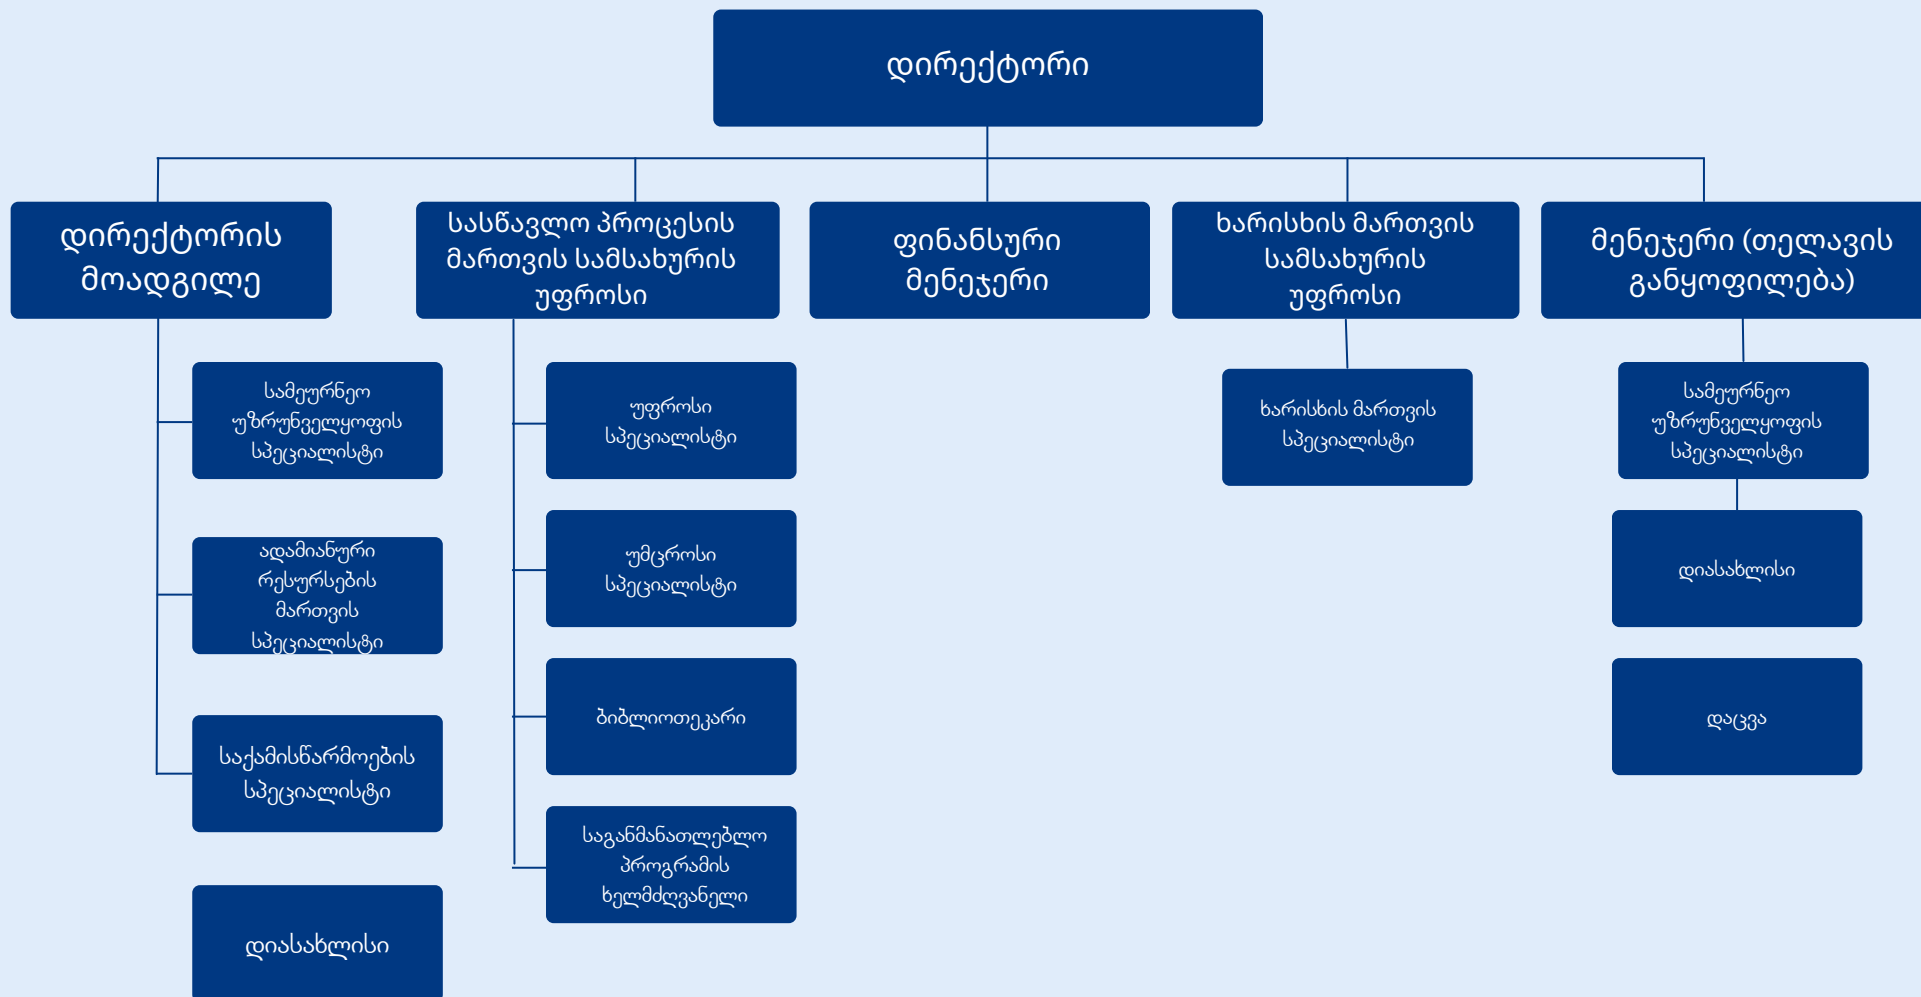 დირექტორი
დირექტორის
მოადგილე
სასწავლო პროცესის
მართვის სამსახურის
უფროსი
ფინანსური
მენეჯერი
ხარისხის მართვის
სამსახურის
უფროსი
მენეჯერი (თელავის
განყოფილება)
სამეურნეო
უზრუნველყოფის
სპეციალისტი
ადამიანური
რესურსების
მართვის
სპეციალისტი
საქამისწარმოების
სპეციალისტი
დიასახლისი
უფროსი
სპეციალისტი
უმცროსი
სპეციალისტი
ბიბლიოთეკარი
საგანმანათლებლო
პროგრამის
ხელმძღვანელი
ხარისხის მართვის
სპეციალისტი
სამეურნეო
უზრუნველყოფის
სპეციალისტი
დიასახლისი
დაცვა